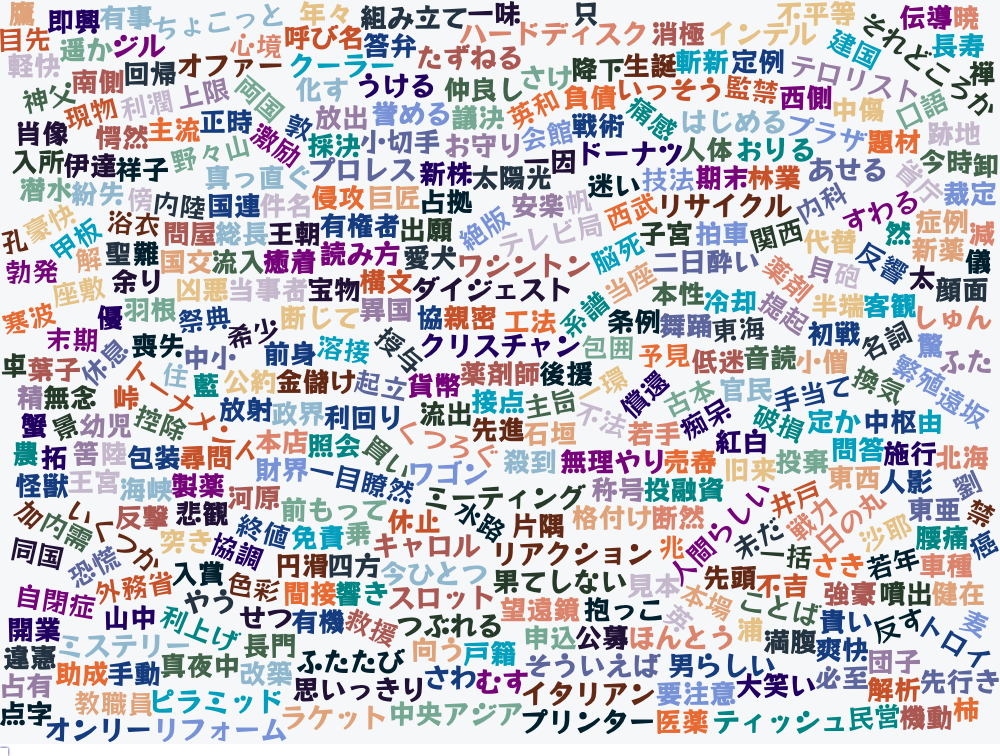 鷹 即興 有事 ちょこっと 年々 組み立て 一味 只 ハードディスク 消極 インデル 不平等 それどころか 伝導 暁
目先 遥か ジル 心境 呼び名 答弁 たずねる 建国 長寿
軽快 南側 回帰 オファー クーラー さけ 降下 生誕 斬新 定例 テロリスト 禅
神父 現物 利潤 上限 両国 化す うける 仲良し 英和 負債 いっそう 監禁 西側 中傷 口語
肖像 愕然 主流 正時 激励 敦 放出 誉める 議決 会館 戦術 痛感 はじめる プラザ 題材 跡地
入所 伊達 祥子 野々山 採決 小切手 お守り 一因 ドーナツ 人体 おりる あせる 今時 卸
潜水 紛失 傍 内陸 国連 件名 真っ直ぐ プロレス 新株 太陽光 迷い 技法 期末 林業 裁定
孔 豪快 甲板 浴衣 問屋 総長 王朝 侵攻 巨匠 占拠 有権者 出願 絶版 安楽 帆 テレビ局 西武 リサイクル 内科 すわる 症例 減
勃発 解 聖難 国交 流入 癒着 読み方 愛犬 ワシントン 脳死 子宮 拍車 関西 代替 然 新薬 儀
座敷 余り 凶悪 当事者 宝物 構文 ダイジェスト 当座 二日酔い 薬剤 貝 砲 反響 太 顔面
寒波 優 羽根 祭典 希少 断じて 異国 協 親密 工法 系譜 条例 本性 冷却 提起 半端 客観 しゅん
末期 休息 喪失 中小 前身 溶接 授与 クリスチャン 包囲 予見 舞踊 東海 初戦 名詞 驚 ふた
卓 葉子 住 藍 公約 金儲け 起立 貨幣 薬剤師 後援 一環 償還 低迷 音読 小僧 換気 繁殖 遠坂
精 無念 峠 イメメント 放射 政界 利回り 流出 接点 主旨 不法 古本 官民 手当て
蟹 景 幼児 控除 本店 照会 買い くつろぐ 先進 石垣 若手 痴呆 紅白 破損 定か 中枢 由
農 拓 筈 陸 包装 尋問 財界 一目瞭然 ワゴン 殺到 無理やり 売春 旧来 投棄 問答 施行 北海
怪獣 王宮 海峡 製薬 河原 前もって ミーティング 称号 投融資 人間らしい 井戸 東西 人影 劉
加 内需 いくつか 反撃 悲観 終値 免責 乗 休止 水路 片隅 格付け 断然 未だ 戦力 日の丸 沙耶 東亜 禁
同国 恐慌 突き 協調 円滑 四方 キャロル 今ひとつ リアクション 兆 一括 さき 若年 腰痛 癌
自閉症 外務省 入賞 色彩 間接 響き スロット 果てしない 見本 先頭 不吉 強豪 噴出 車種 健在
開業 山中 やう 利上げ せつ 有機 救援 つぶれる 望遠鏡 抱っこ 英 本場 ことば 貴い 反す トロイ 麦
違憲 ミステリー 長門 ふたたび 向う 戸籍 申込 公募 ほんとう 浦 満腹 爽快 団子
占有 助成 手動 真夜中 改築 思いっきり さわ むす そういえば 男らしい 大笑い 必至 解析 先行き
点字 教職員 ピラミッド ラケット 中央アジア イタリアン 要注意 民営 機動 柿
オンリー リフォーム プリンター 医薬 ティッシュ